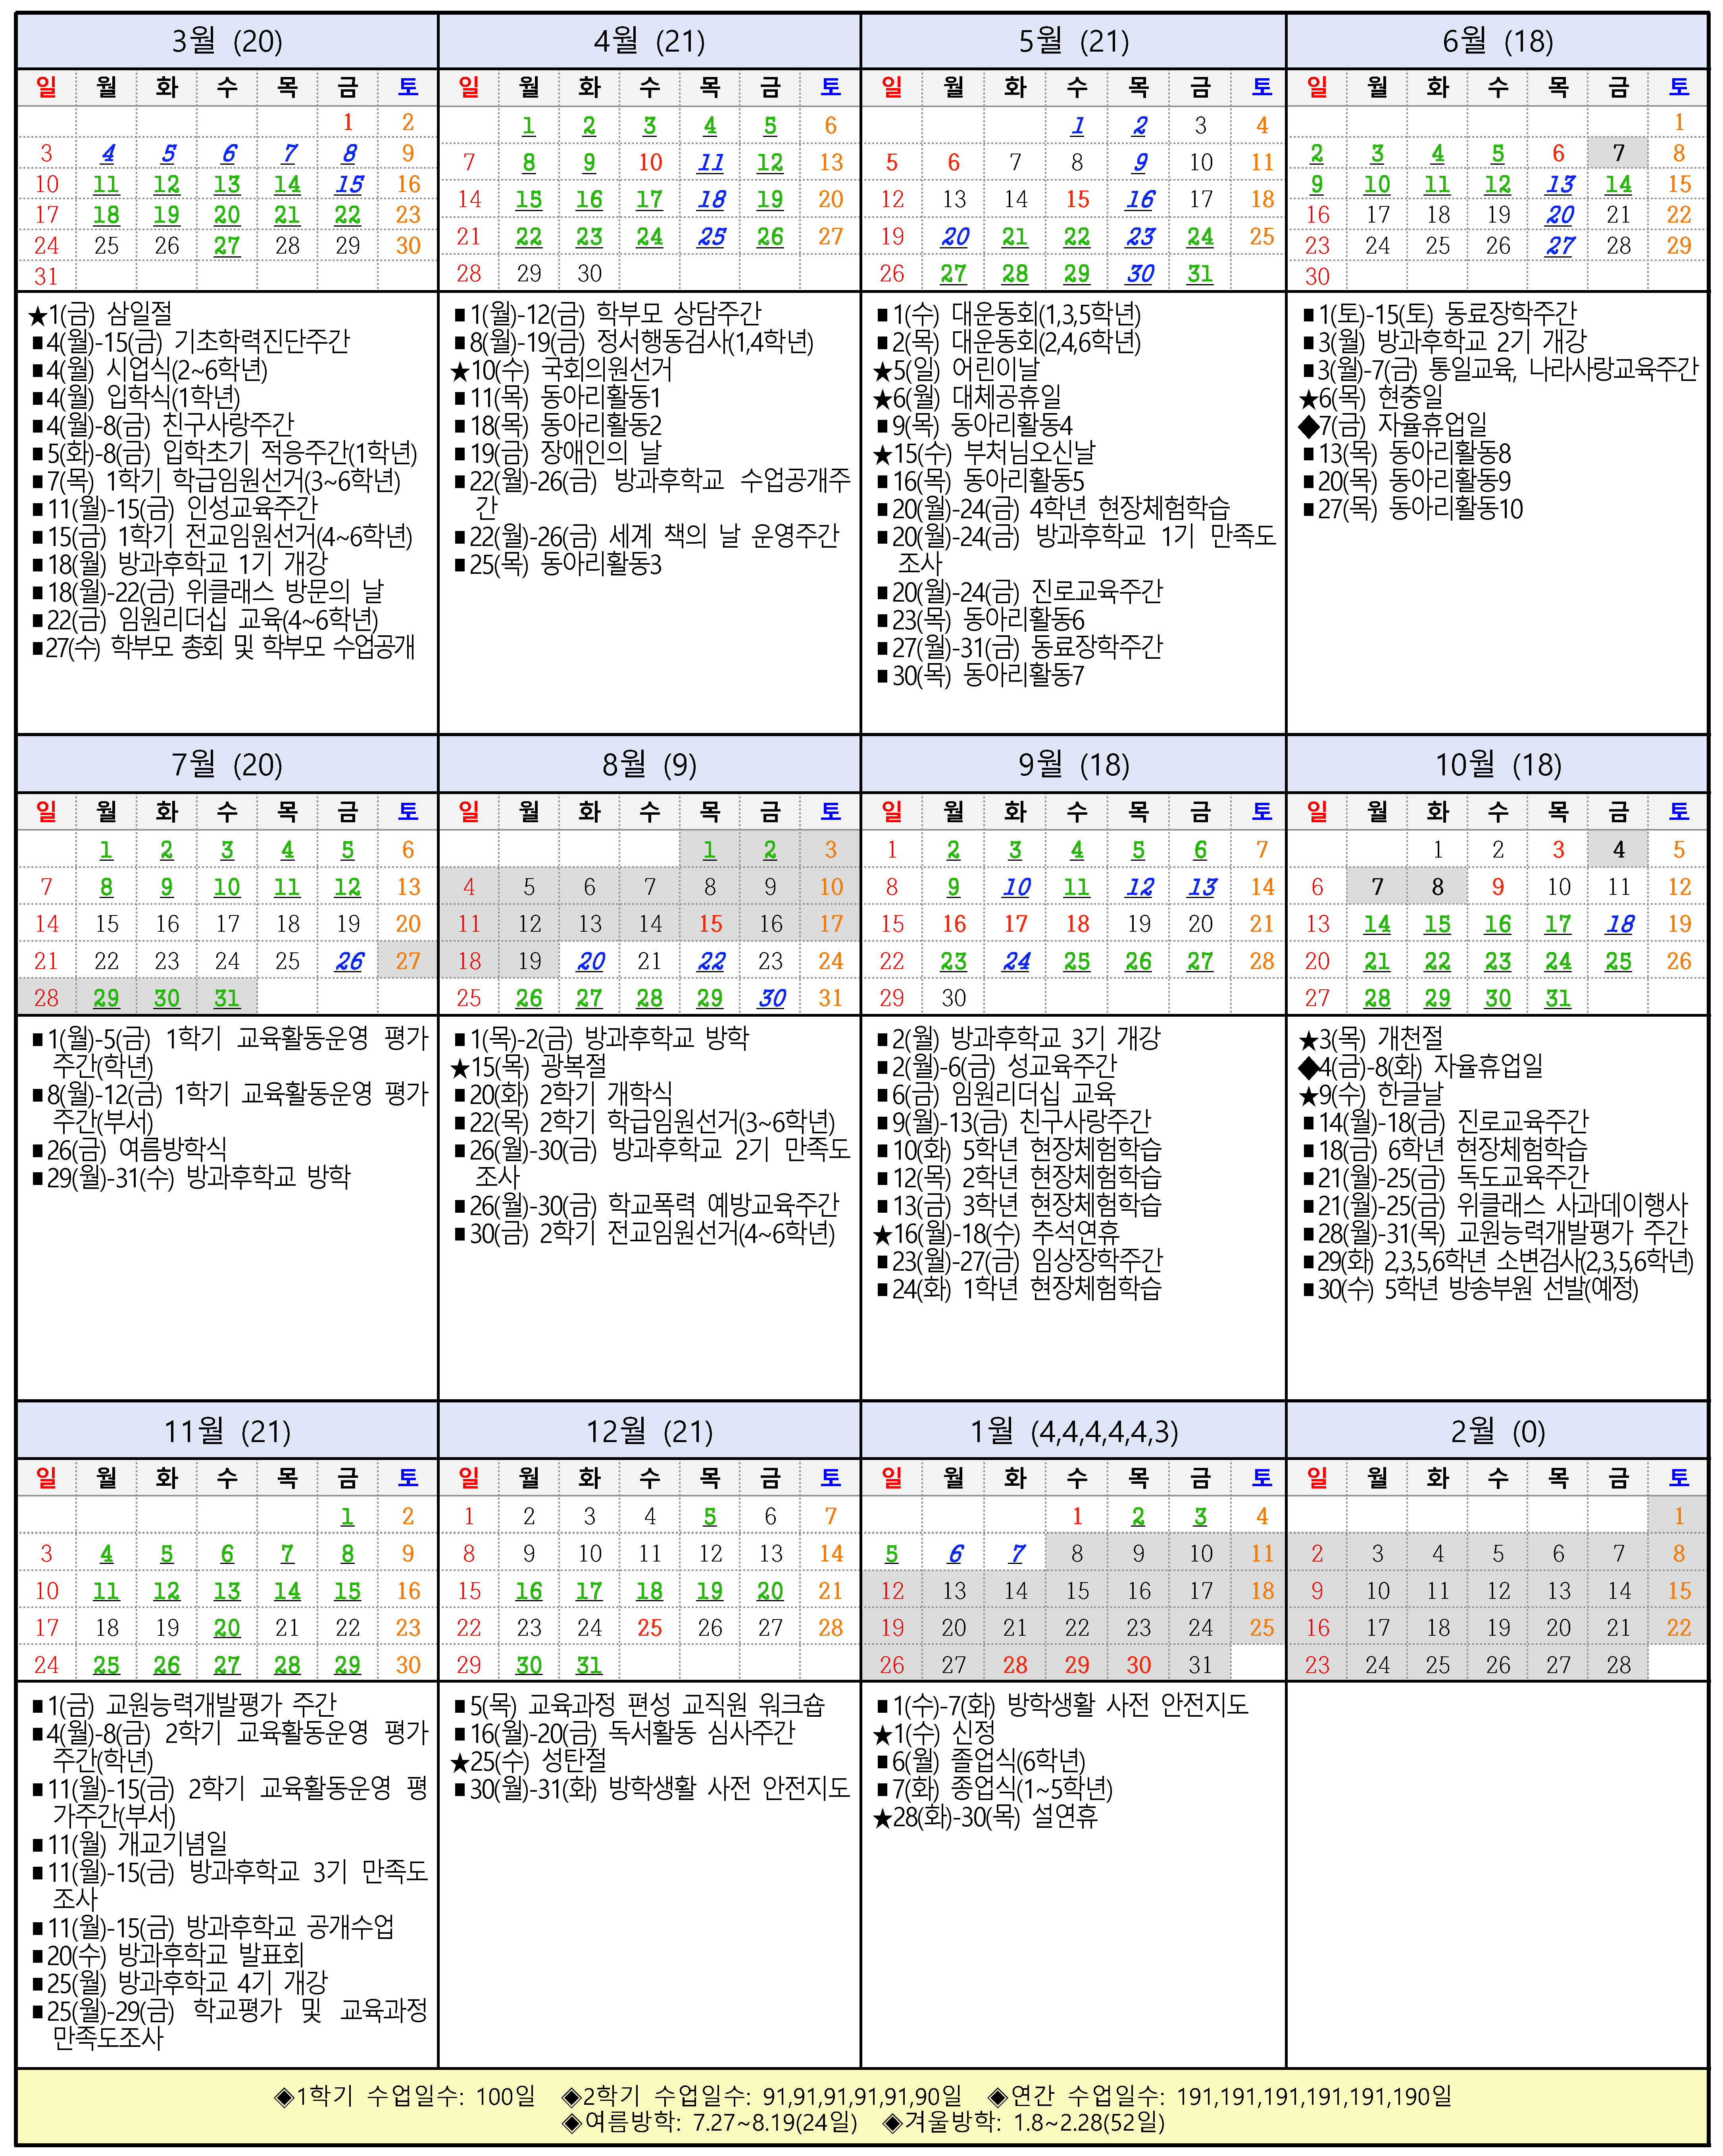 3월 (20)
일 월 화 수 목 금 토
1 2
3 4 5 6 7 8 9
10 11 12 13 14 15 16
17 18 19 20 21 22 23
24 25 26 27 28 29 30
31
★1(금) 삼일절
■4(월)-15(금) 기초학력진단주간
■4(월) 시업식(2~6학년)
■4(월) 입학식(1학년)
■4(월)-8(금) 친구사랑주간
■5(화)-8(금) 입학초기 적응주간(1학년)
■7(목) 1학기 학급임원선거(3~6학년)
■11(월)-15(금) 인성교육주간
■15(금) 1학기 전교임원선거(4~6학년)
■18(월) 방과후학교 1기 개강
■18(월)-22(금) 위클래스 방문의 날
■22(금) 임원리더십 교육(4~6학년)
■27(수) 학부모 총회 및 학부모 수업공개
4월 (21)
일 월 화 수 목 금 토
1 2 3 4 5 6
7 8 9 10 11 12 13
14 15 16 17 18 19 20
21 22 23 24 25 26 27
28 29 30
■1(월)-12(금) 학부모 상담주간
■8(월)-19(금) 정서행동검사(1,4학년)
★10(수) 국회의원선거
■11(목) 동아리활동1
■18(목) 동아리활동2
■19(금) 장애인의 날
■22(월)-26(금) 방과후학교 수업공개주
간
■22(월)-26(금) 세계 책의 날 운영주간
■25(목) 동아리활동3
5월 (21)
일 월 화 수 목 금 토
1 2 3 4
5 6 7 8 9 10 11
12 13 14 15 16 17 18
19 20 21 22 23 24 25
26 27 28 29 30 31
■1(수) 대운동회(1,3,5학년)
■2(목) 대운동회(2,4,6학년)
★5(일) 어린이날
★6(월) 대체공휴일
■9(목) 동아리활동4
★15(수) 부처님오신날
■16(목) 동아리활동5
■20(월)-24(금) 4학년 현장체험학습
■20(월)-24(금) 방과후학교 1기 만족도
조사
■20(월)-24(금) 진로교육주간
■23(목) 동아리활동6
■27(월)-31(금) 동료장학주간
■30(목) 동아리활동7
6월 (18)
일 월 화 수 목 금 토
1
2 3 4 5 6 7 8
9 10 11 12 13 14 15
16 17 18 19 20 21 22
23 24 25 26 27 28 29
30
■1(토)-15(토) 동료장학주간
■3(월) 방과후학교 2기 개강
■3(월)-7(금) 통일교육, 나라사랑교육주간
★6(목) 현충일
◆7(금) 자율휴업일
■13(목) 동아리활동8
■20(목) 동아리활동9
■27(목) 동아리활동10
7월 (20)
일 월 화 수 목 금 토
1 2 3 4 5 6
7 8 9 10 11 12 13
14 15 16 17 18 19 20
21 22 23 24 25 26 27
28 29 30 31
■1(월)-5(금) 1학기 교육활동운영 평가
주간(학년)
■8(월)-12(금) 1학기 교육활동운영 평가
주간(부서)
■26(금) 여름방학식
■29(월)-31(수) 방과후학교 방학
8월 (9)
일 월 화 수 목 금 토
1 2 3
4 5 6 7 8 9 10
11 12 13 14 15 16 17
18 19 20 21 22 23 24
25 26 27 28 29 30 31
■1(목)-2(금) 방과후학교 방학
★15(목) 광복절
■20(화) 2학기 개학식
■22(목) 2학기 학급임원선거(3~6학년)
■26(월)-30(금) 방과후학교 2기 만족도
조사
■26(월)-30(금) 학교폭력 예방교육주간
■30(금) 2학기 전교임원선거(4~6학년)
9월 (18)
일 월 화 수 목 금 토
1 2 3 4 5 6 7
8 9 10 11 12 13 14
15 16 17 18 19 20 21
22 23 24 25 26 27 28
29 30
■2(월) 방과후학교 3기 개강
■2(월)-6(금) 성교육주간
■6(금) 임원리더십 교육
■9(월)-13(금) 친구사랑주간
■10(화) 5학년 현장체험학습
■12(목) 2학년 현장체험학습
■13(금) 3학년 현장체험학습
★16(월)-18(수) 추석연휴
■23(월)-27(금) 임상장학주간
■24(화) 1학년 현장체험학습
10월 (18)
일 월 화 수 목 금 토
1 2 3 4 5
6 7 8 9 10 11 12
13 14 15 16 17 18 19
20 21 22 23 24 25 26
27 28 29 30 31
★3(목) 개천절
◆4(금)-8(화) 자율휴업일
★9(수) 한글날
■14(월)-18(금) 진로교육주간
■18(금) 6학년 현장체험학습
■21(월)-25(금) 독도교육주간
■21(월)-25(금) 위클래스 사과데이행사
■28(월)-31(목) 교원능력개발평가 주간
■29(화) 2,3,5,6학년 소변검사(2,3,5,6학년)
■30(수) 5학년 방송부원 선발(예정)
11월 (21)
일 월 화 수 목 금 토
1 2
3 4 5 6 7 8 9
10 11 12 13 14 15 16
17 18 19 20 21 22 23
24 25 26 27 28 29 30
■1(금) 교원능력개발평가 주간
■4(월)-8(금) 2학기 교육활동운영 평가
주간(학년)
■11(월)-15(금) 2학기 교육활동운영 평
가주간(부서)
■11(월) 개교기념일
■11(월)-15(금) 방과후학교 3기 만족도
조사
■11(월)-15(금) 방과후학교 공개수업
■20(수) 방과후학교 발표회
■25(월) 방과후학교 4기 개강
■25(월)-29(금) 학교평가 및 교육과정
만족도조사
12월 (21)
일 월 화 수 목 금 토
1 2 3 4 5 6 7
8 9 10 11 12 13 14
15 16 17 18 19 20 21
22 23 24 25 26 27 28
29 30 31
■5(목) 교육과정 편성 교직원 워크숍
■16(월)-20(금) 독서활동 심사주간
★25(수) 성탄절
■30(월)-31(화) 방학생활 사전 안전지도
1월 (4,4,4,4,4,3)
일 월 화 수 목 금 토
1 2 3 4
5 6 7 8 9 10 11
12 13 14 15 16 17 18
19 20 21 22 23 24 25
26 27 28 29 30 31
■1(수)-7(화) 방학생활 사전 안전지도
★1(수) 신정
■6(월) 졸업식(6학년)
■7(화) 종업식(1~5학년)
★28(화)-30(목) 설연휴
2월 (0)
일 월 화 수 목 금 토
1
2 3 4 5 6 7 8
9 10 11 12 13 14 15
16 17 18 19 20 21 22
23 24 25 26 27 28
◈1학기 수업일수: 100일 ◈2학기 수업일수: 91,91,91,91,91,90일 ◈연간 수업일수: 191,191,191,191,191,190일
◈여름방학: 7.27~8.19(24일) ◈겨울방학: 1.8~2.28(52일)